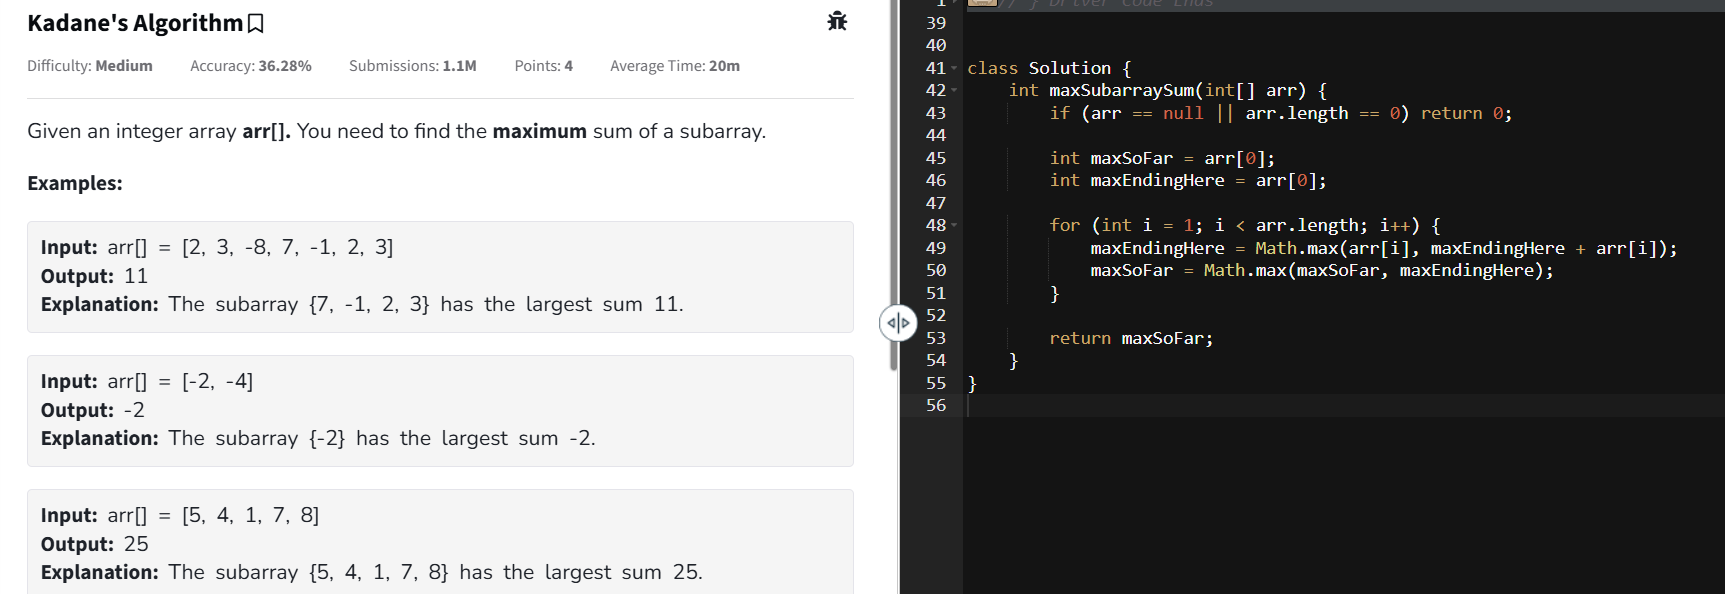 Kadane's Algorithm
Difficulty: Medium Accuracy: 36.28% Submissions: 1.1M Points: 4 Average Time: 20m
Given an integer array arr[]. You need to find the maximum sum of a subarray.
Examples:
Input: arr[] = [2, 3, -8, 7, -1, 2, 3]
Output: 11
Explanation: The subarray {7, -1, 2, 3} has the largest sum 11.
Input: arr[] = [-2, -4]
Output: -2
Explanation: The subarray {-2} has the largest sum -2.
Input: arr[] = [5, 4, 1, 7, 8]
Output: 25
Explanation: The subarray {5, 4, 1, 7, 8} has the largest sum 25.
1 // } Driver Code Ends
39
40
41 class Solution {
42 int maxSubarraySum(int[] arr) {
43 if (arr == null || arr.length == 0) return 0;
44
45 int maxSoFar = arr[0];
46 int maxEndingHere = arr[0];
47
48 for (int i = 1; i < arr.length; i++) {
49 maxEndingHere = Math.max(arr[i], maxEndingHere + arr[i]);
50 maxSoFar = Math.max(maxSoFar, maxEndingHere);
51 }
52
53 return maxSoFar;
54 }
55 }
56